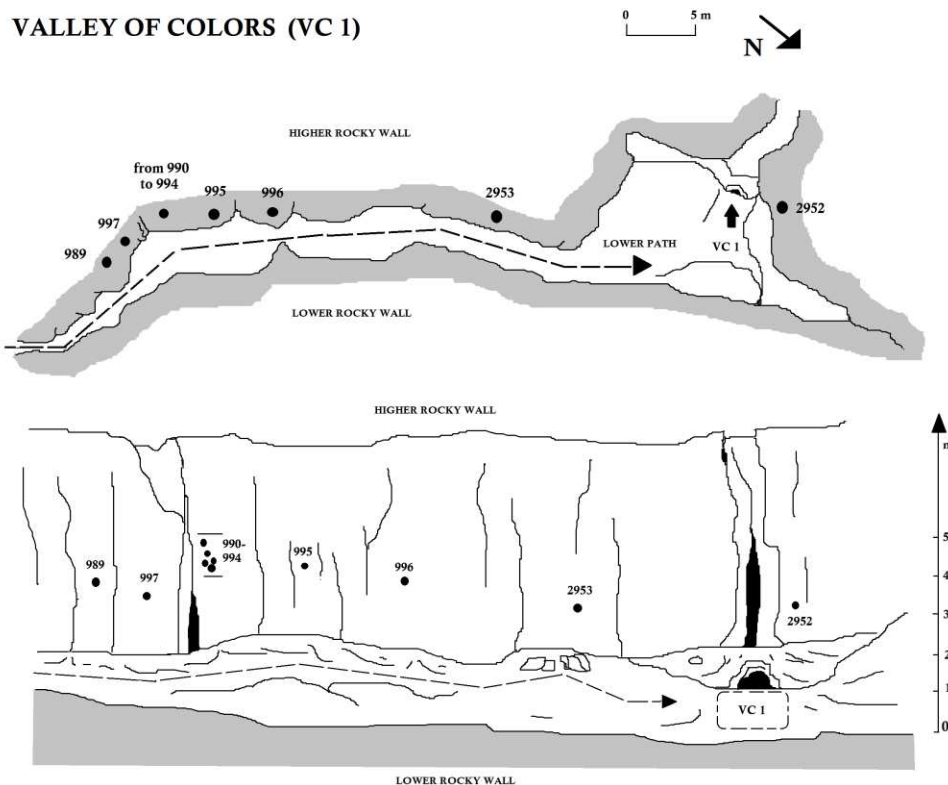 VALLEY OF COLORS (VC 1)
0 5 m
N
HIGHER ROCKY WALL
from 990
to 994
995
996
997
989
2953
2952
LOWER PATH
VC 1
LOWER ROCKY WALL
HIGHER ROCKY WALL
m
5
4
3
2
1
0
990-
994
995
989
997
996
2953
2952
VC 1
LOWER ROCKY WALL